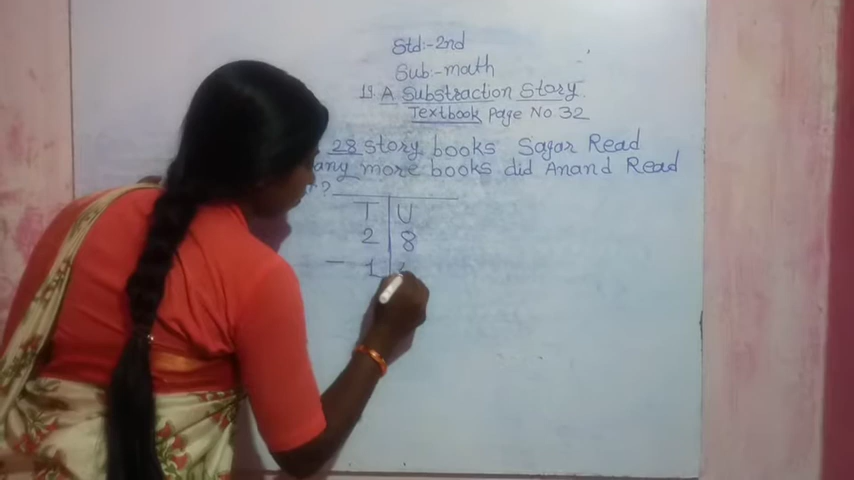 Std:-2nd
Sub:-math
19. A Substraction Story.
Textbook Page No. 32
28 story books Sagar Read
any more books did Anand Read
?
T U
2 8
- 1